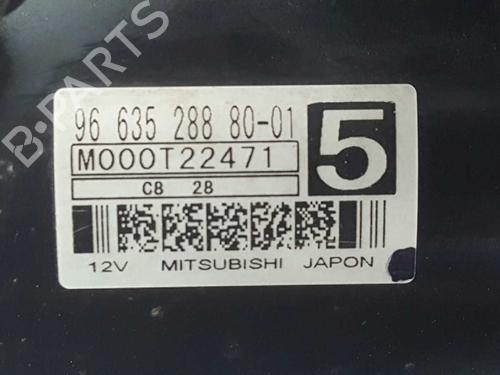 B-PARTS
96 635 288 80-01
5
M000T22471
C8 28
12V MITSUBISHI JAPON